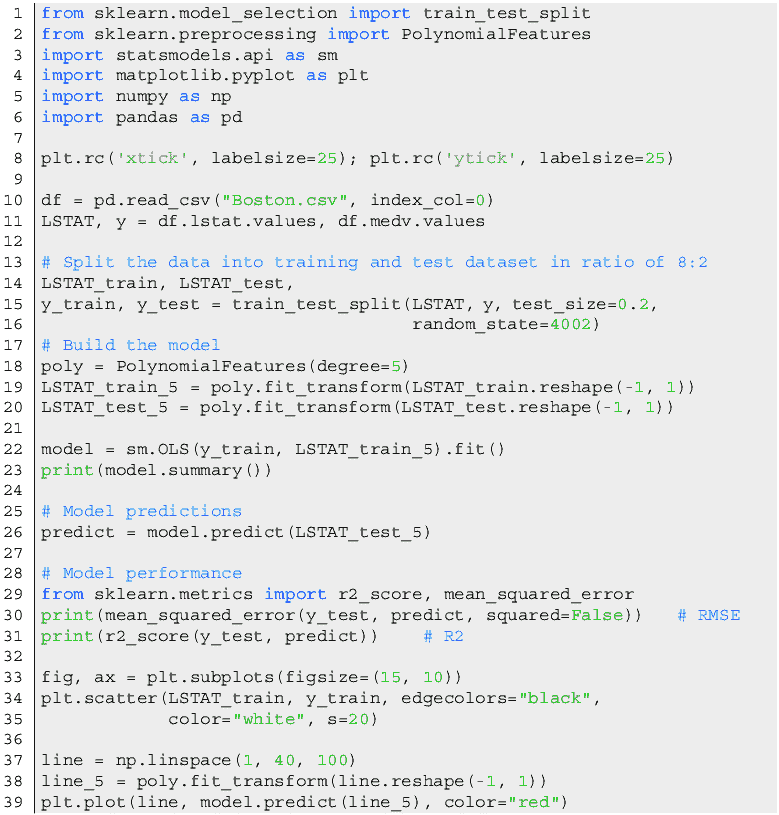 1 from sklearn.model_selection import train_test_split
2 from sklearn.preprocessing import PolynomialFeatures
3 import statsmodels.api as sm
4 import matplotlib.pyplot as plt
5 import numpy as np
6 import pandas as pd
7
8 plt.rc('xtick', labelsize=25); plt.rc('ytick', labelsize=25)
9
10 df = pd.read_csv("Boston.csv", index_col=0)
11 LSTAT, y = df.lstat.values, df.medv.values
12
13 # Split the data into training and test dataset in ratio of 8:2
14 LSTAT_train, LSTAT_test,
15 y_train, y_test = train_test_split(LSTAT, y, test_size=0.2,
16                                    random_state=4002)
17 # Build the model
18 poly = PolynomialFeatures(degree=5)
19 LSTAT_train_5 = poly.fit_transform(LSTAT_train.reshape(-1, 1))
20 LSTAT_test_5 = poly.fit_transform(LSTAT_test.reshape(-1, 1))
21
22 model = sm.OLS(y_train, LSTAT_train_5).fit()
23 print(model.summary())
24
25 # Model predictions
26 predict = model.predict(LSTAT_test_5)
27
28 # Model performance
29 from sklearn.metrics import r2_score, mean_squared_error
30 print(mean_squared_error(y_test, predict, squared=False))   # RMSE
31 print(r2_score(y_test, predict))    # R2
32
33 fig, ax = plt.subplots(figsize=(15, 10))
34 plt.scatter(LSTAT_train, y_train, edgecolors="black",
35             color="white", s=20)
36
37 line = np.linspace(1, 40, 100)
38 line_5 = poly.fit_transform(line.reshape(-1, 1))
39 plt.plot(line, model.predict(line_5), color="red")